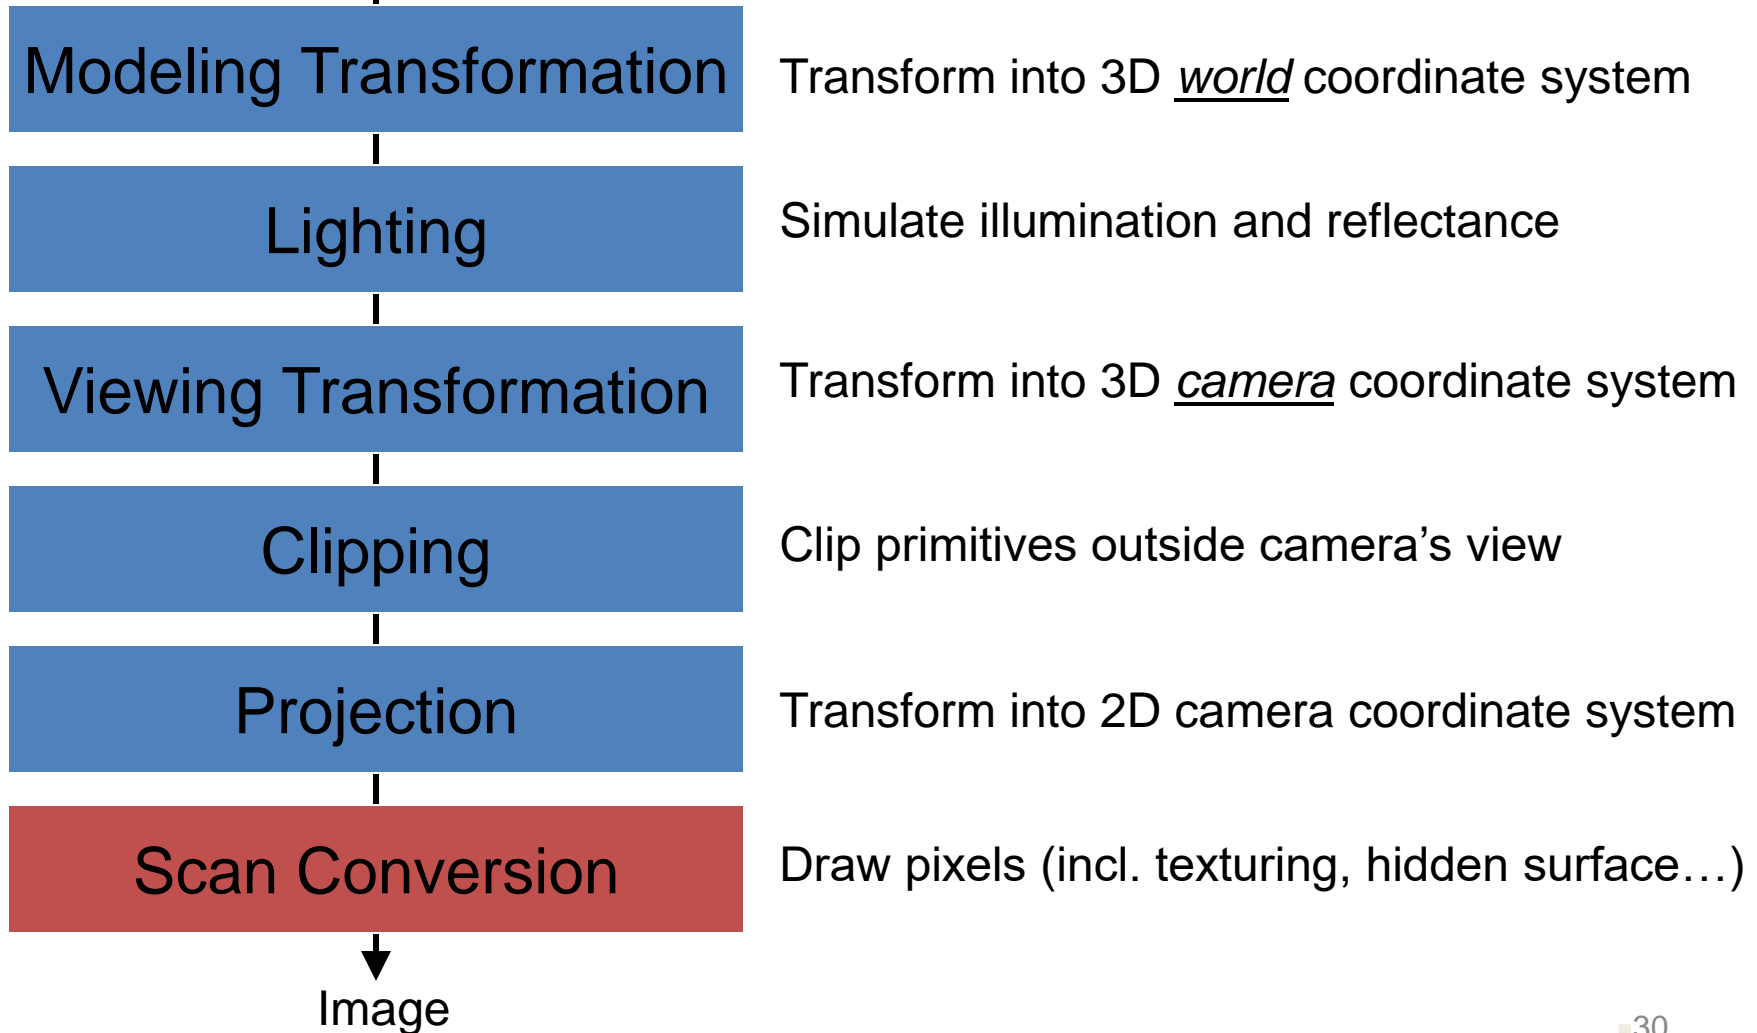 Modeling Transformation
Transform into 3D world coordinate system
Lighting
Simulate illumination and reflectance
Viewing Transformation
Transform into 3D camera coordinate system
Clipping
Clip primitives outside camera’s view
Projection
Transform into 2D camera coordinate system
Scan Conversion
Draw pixels (incl. texturing, hidden surface…)
Image
30